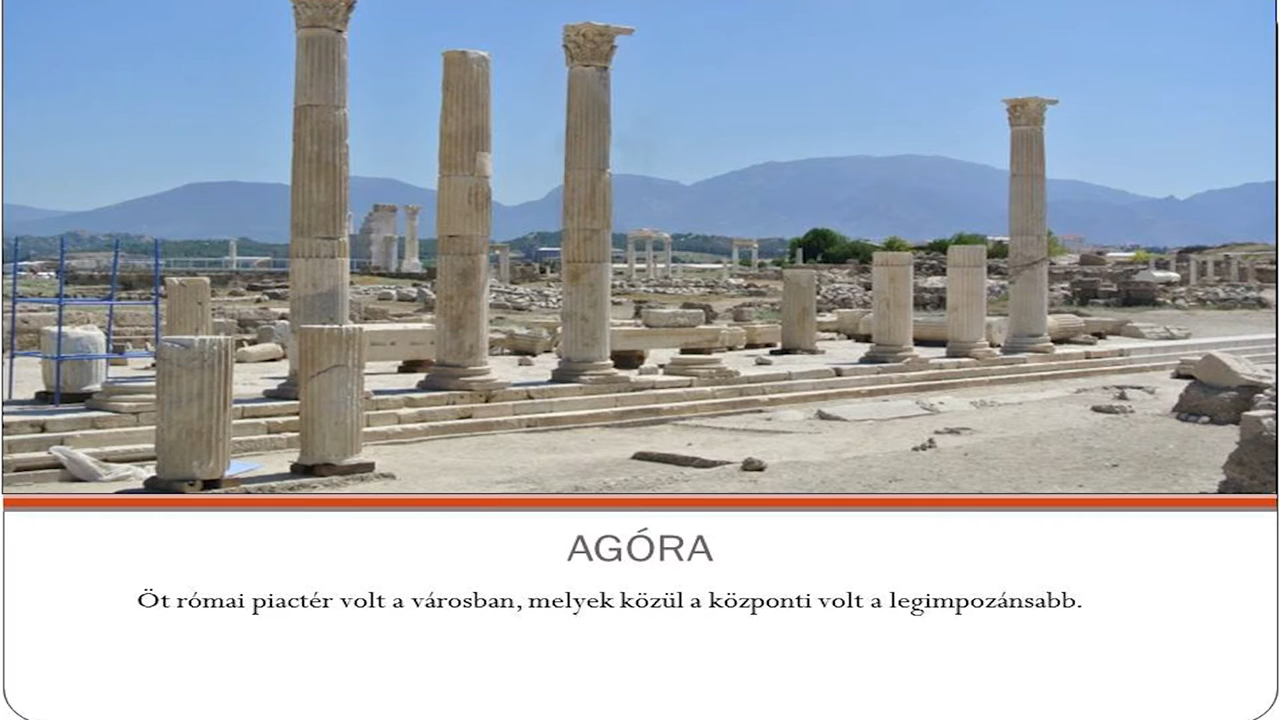 AGÓRA
Öt római piactér volt a városban, melyek közül a központi volt a legimpozánsabb.